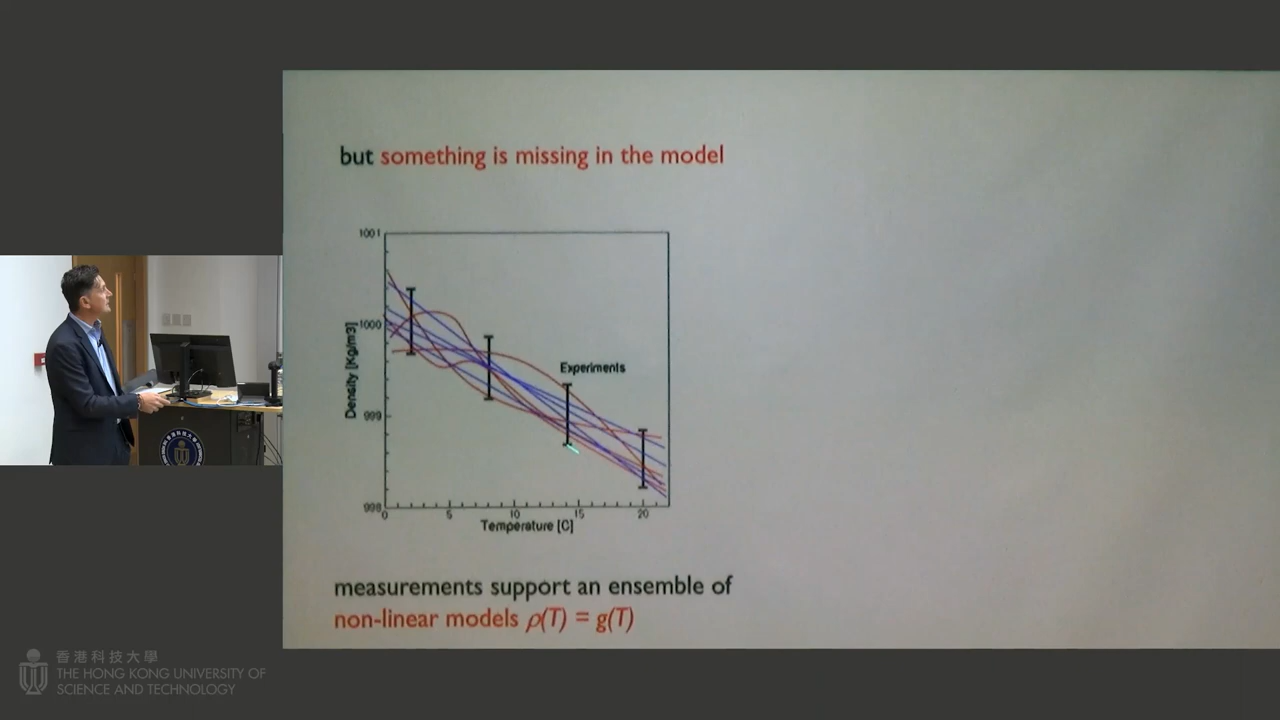 but something is missing in the model
1001
1000
999
998
Density [Kg/m3]
Experiments
0 5 10 15 20
Temperature [C]
measurements support an ensemble of
non-linear models ρ(T) = g(T)
香港科技大學
THE HONG KONG UNIVERSITY OF
SCIENCE AND TECHNOLOGY